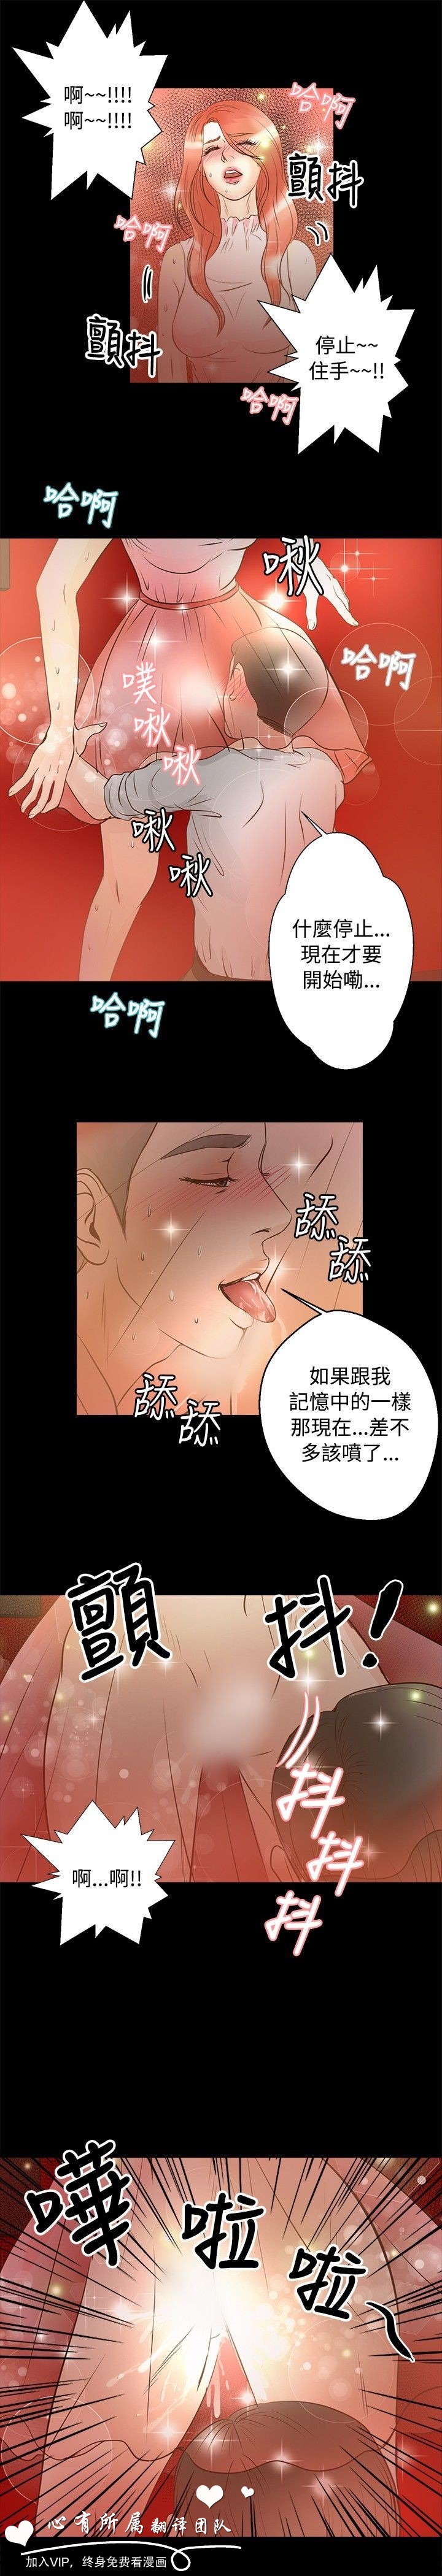 啊~~!!!!
啊~~!!!!
哈啊
顫抖
哈啊
顫抖
停止~~
住手~~!!
哈啊
哈啊
啾
哈啊
噗
啾
啾
啾
啾
什麼停止...
現在才要
開始嘞...
哈啊
舔
舔
如果跟我
記憶中的一樣
那現在...差不
多該噴了...
舔
舔
顫抖!
抖
抖
抖
啊...啊!!
嘩啦啦~
心有所属翻译团队
加入VIP，终身免费看漫画